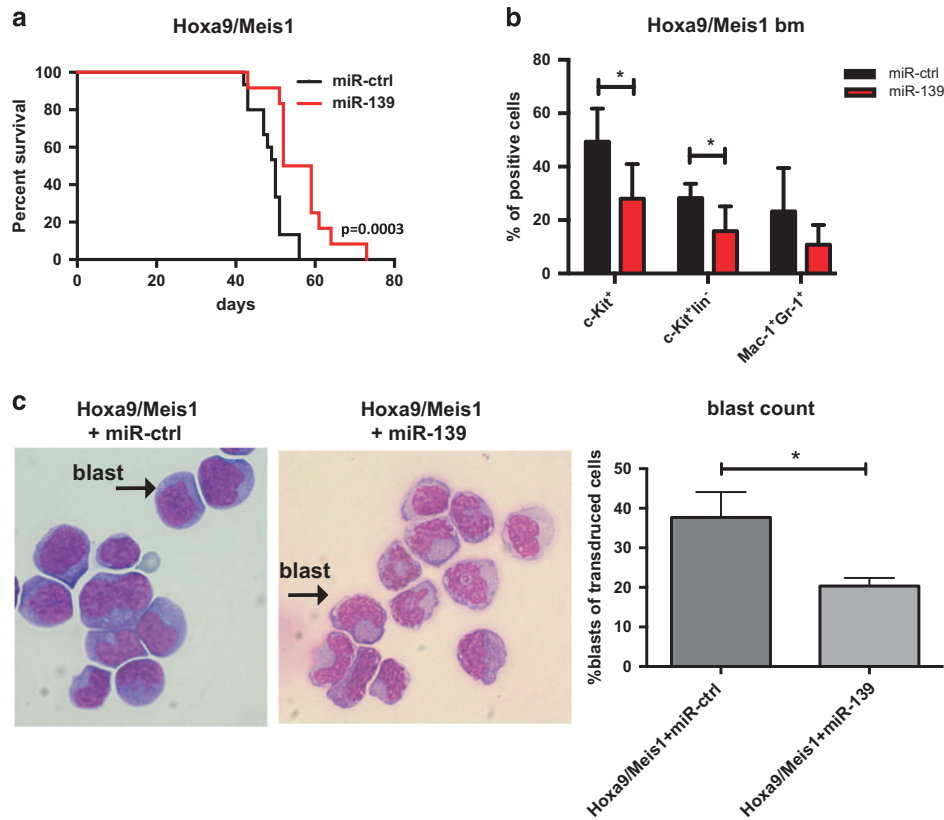 a
Hoxa9/Meis1
Percent survival
100
80
60
40
20
0
0 20 40 60 80
days
miR-ctrl
miR-139
p=0.0003
b
Hoxa9/Meis1 bm
% of positive cells
80
60
40
20
0
*
*
miR-ctrl
miR-139
c-Kit⁺
c-Kit⁺lin⁻
Mac-1⁺Gr-1⁺
c
Hoxa9/Meis1
+ miR-ctrl
blast
Hoxa9/Meis1
+ miR-139
blast
blast count
%blasts of transdruced cells
50
40
30
20
10
0
*
Hoxa9/Meis1+miR-ctrl
Hoxa9/Meis1+miR-139